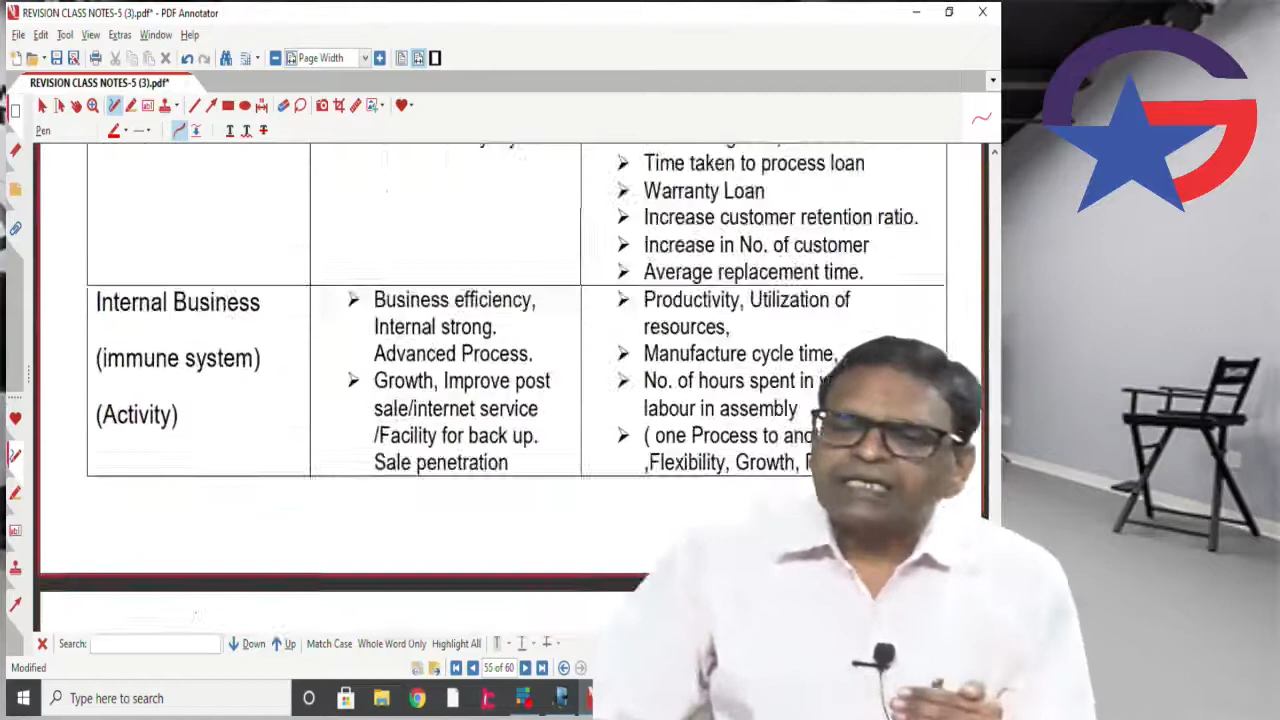 REVISION CLASS NOTES-5 (3).pdf* - PDF Annotator
File Edit Tool View Extras Window Help
Page Width
REVISION CLASS NOTES-5 (3).pdf*
Pen
Time taken to process loan
Warranty Loan
Increase customer retention ratio.
Increase in No. of customer
Average replacement time.
Internal Business
(immune system)
(Activity)
Business efficiency,
Internal strong.
Advanced Process.
Growth, Improve post
sale/internet service
/Facility for back up.
Sale penetration
Productivity, Utilization of
resources,
Manufacture cycle time,
No. of hours spent in
labour in assembly
( one Process to
,Flexibility, Growth,
Search: Down Up Match Case Whole Word Only Highlight All
Modified
55 of 60
Type here to search